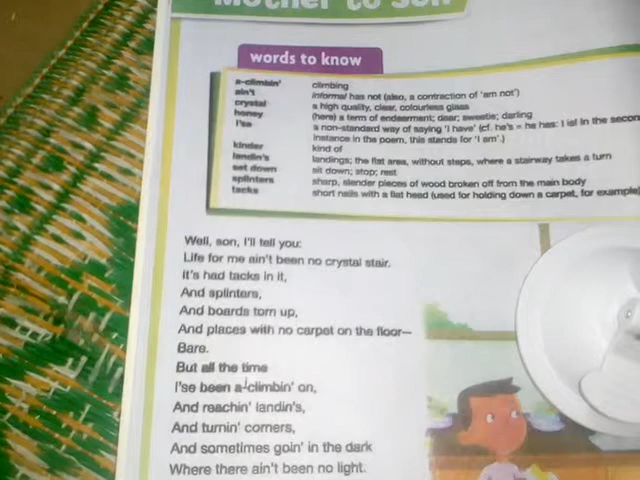 Mother to Son
words to know
a-climbin' climbing
ain't informal has not (also, a contraction of 'am not')
crystal a high quality, clear, colourless glass
honey (here) a term of endearment; dear; sweetie; darling
I'se a non-standard way of saying 'I have' (cf. he's = he has: I is! In the secon
instance in the poem, this stands for 'I am'.)
kinder kind of
landin's landings; the flat area, without steps, where a stairway takes a turn
set down sit down; stop; rest
splinters sharp, slender pieces of wood broken off from the main body
tacks short nails with a flat head (used for holding down a carpet, for example
Well, son, I'll tell you:
Life for me ain't been no crystal stair.
It's had tacks in it,
And splinters,
And boards torn up,
And places with no carpet on the floor—
Bare.
But all the time
I'se been a-climbin' on,
And reachin' landin's,
And turnin' corners,
And sometimes goin' in the dark
Where there ain't been no light.